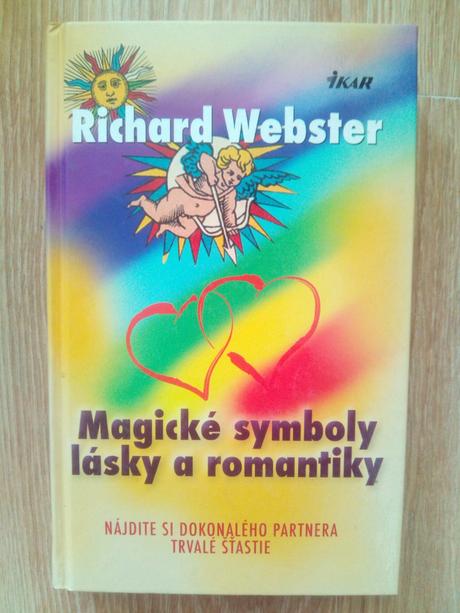 IKAR
Richard Webster
Magické symboly
lásky a romantiky
NÁJDITE SI DOKONALÉHO PARTNERA
TRVALÉ ŠŤASTIE